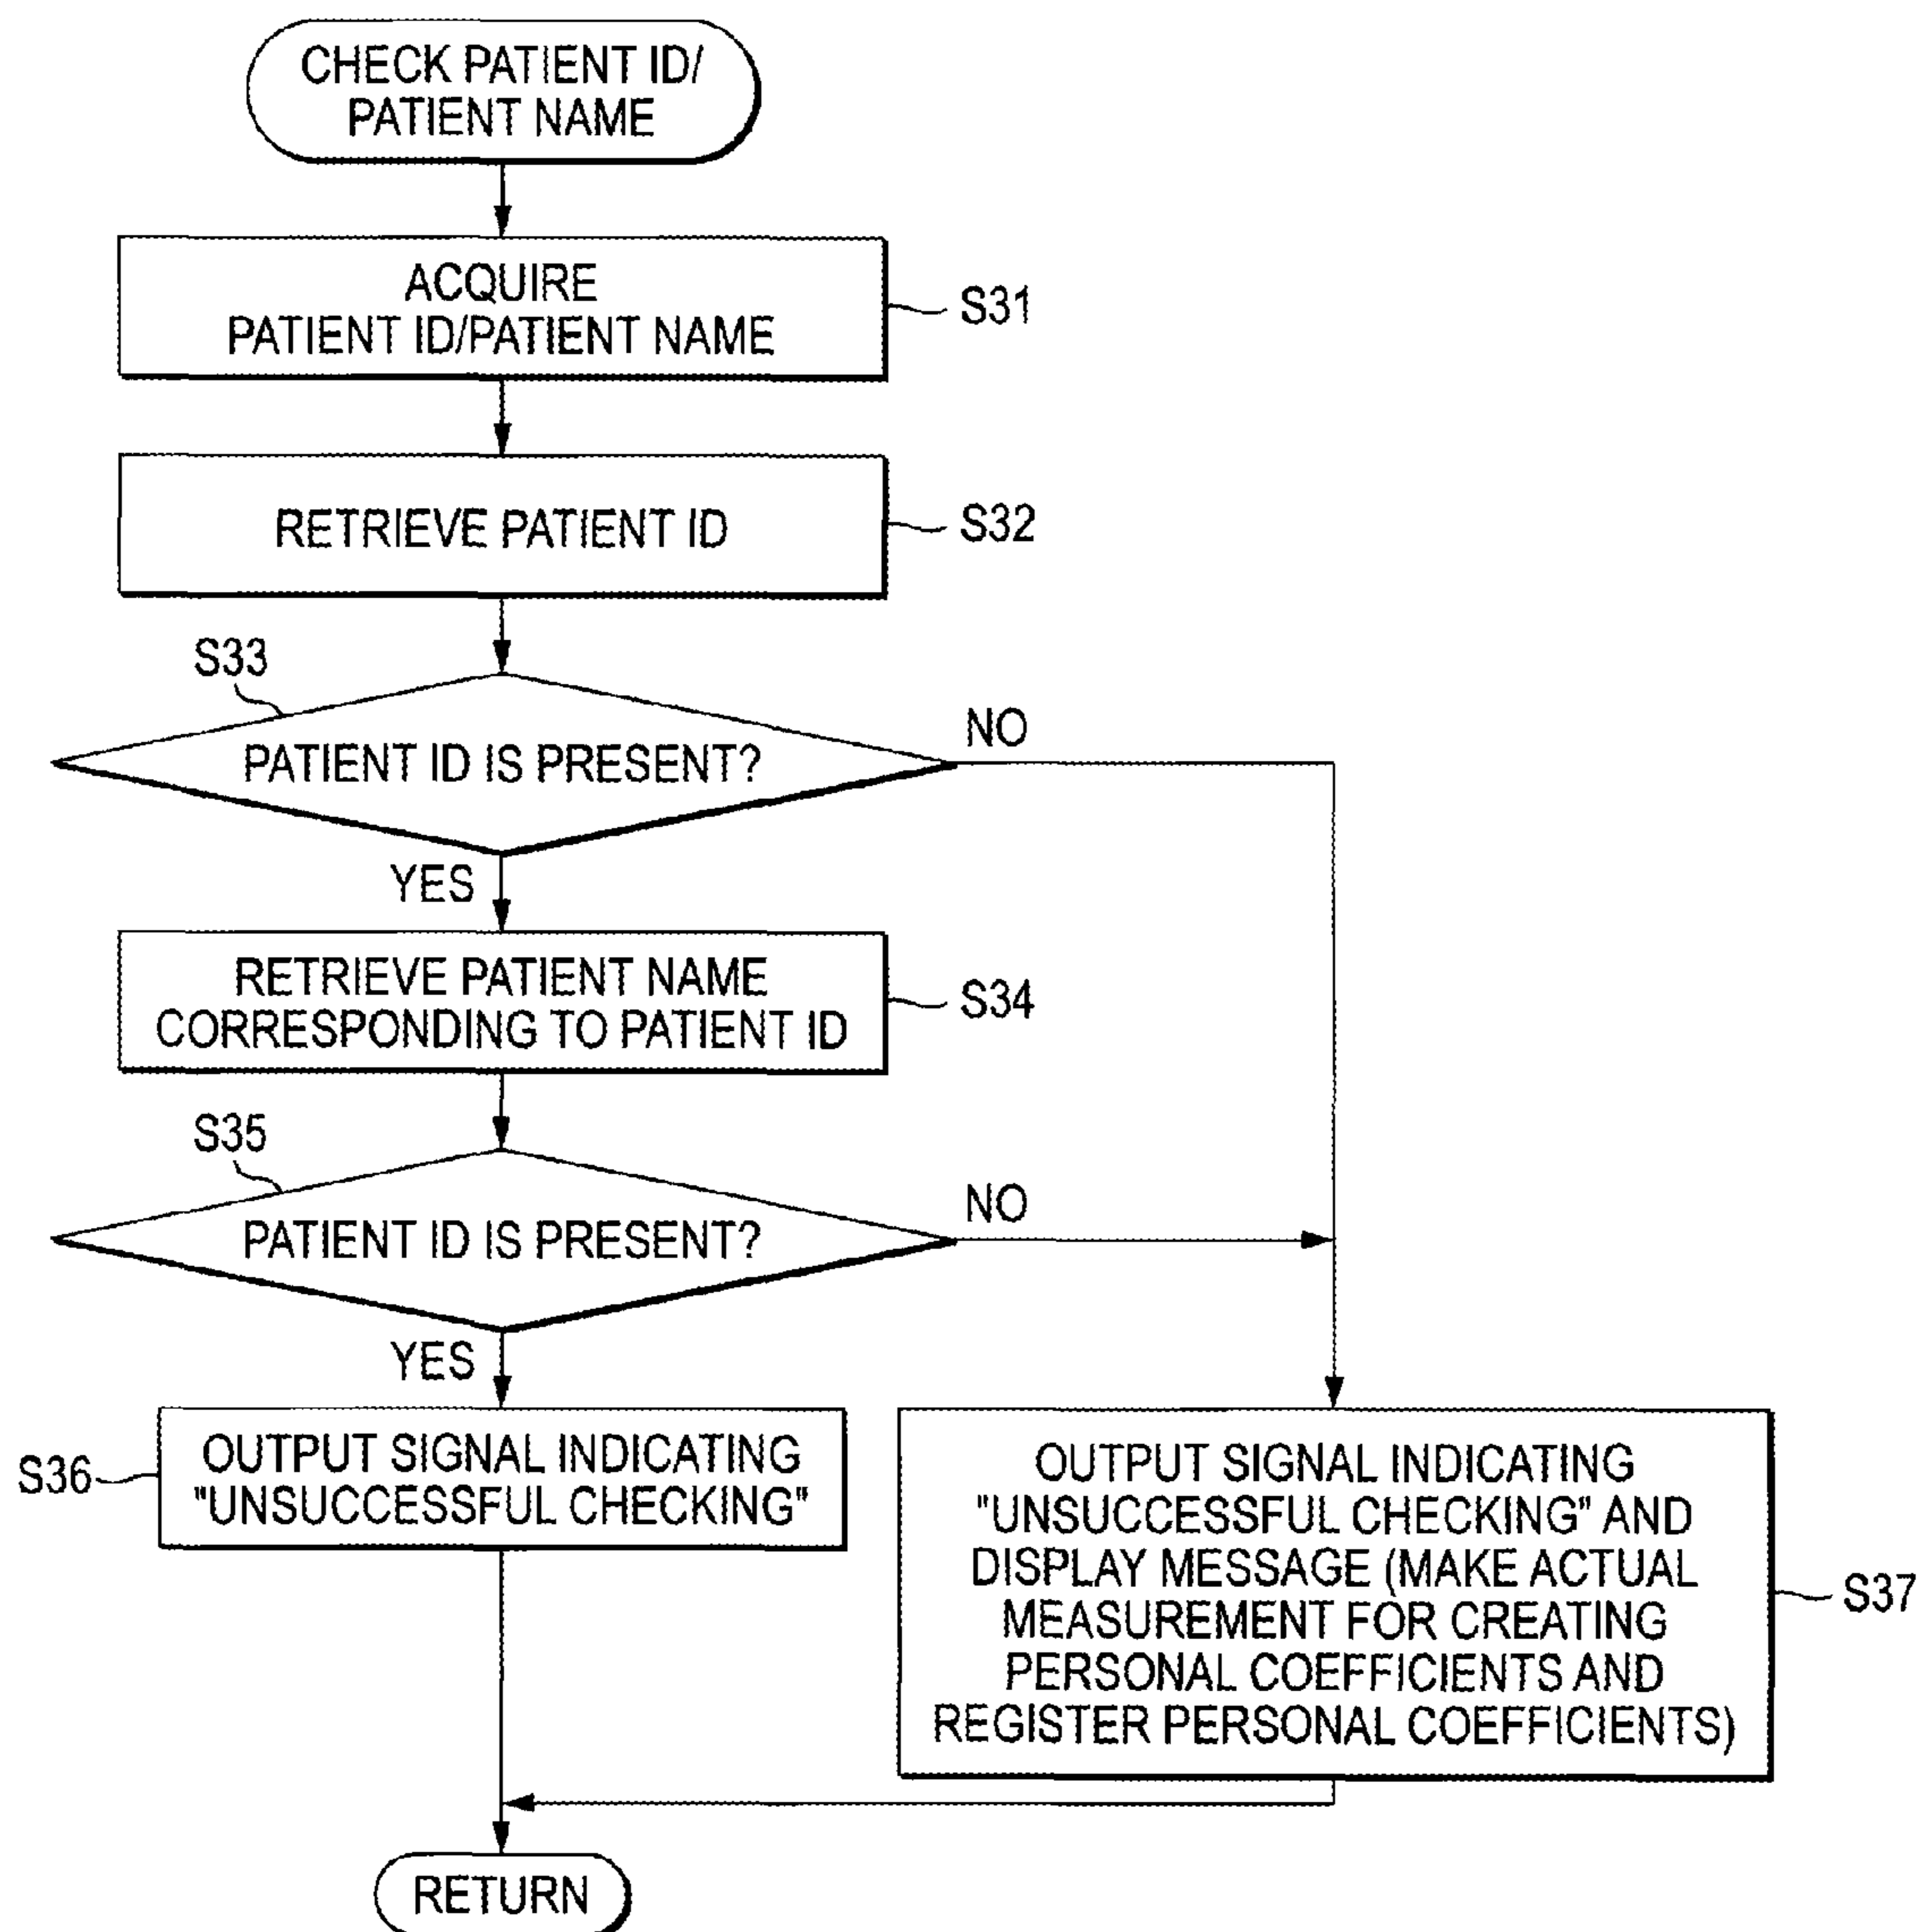 CHECK PATIENT ID/
PATIENT NAME
ACQUIRE
PATIENT ID/PATIENT NAME
S31
RETRIEVE PATIENT ID
S32
S33
PATIENT ID IS PRESENT?
NO
YES
RETRIEVE PATIENT NAME
CORRESPONDING TO PATIENT ID
S34
S35
PATIENT ID IS PRESENT?
NO
YES
S36
OUTPUT SIGNAL INDICATING
"UNSUCCESSFUL CHECKING"
OUTPUT SIGNAL INDICATING
"UNSUCCESSFUL CHECKING" AND
DISPLAY MESSAGE (MAKE ACTUAL
MEASUREMENT FOR CREATING
PERSONAL COEFFICIENTS AND
REGISTER PERSONAL COEFFICIENTS)
S37
RETURN